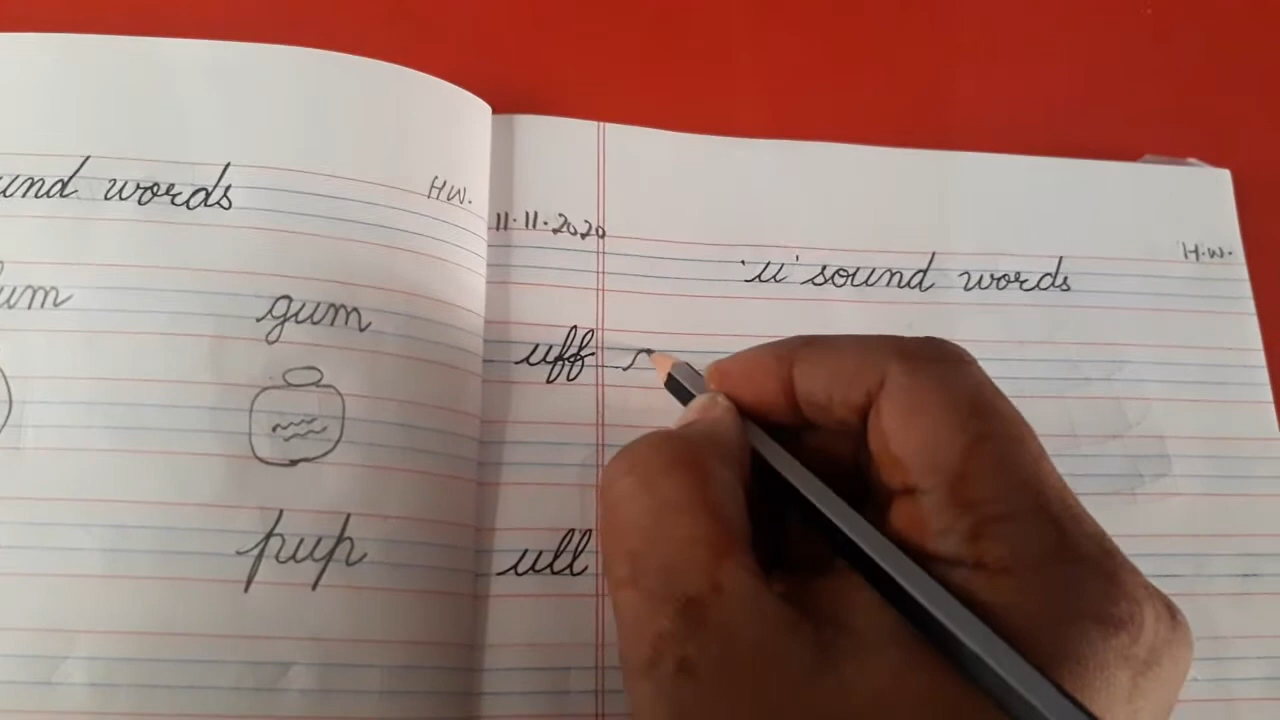 und words H.W.
um gum
pup
11.11.2020 H.W.
'u' sound words
uff
ull